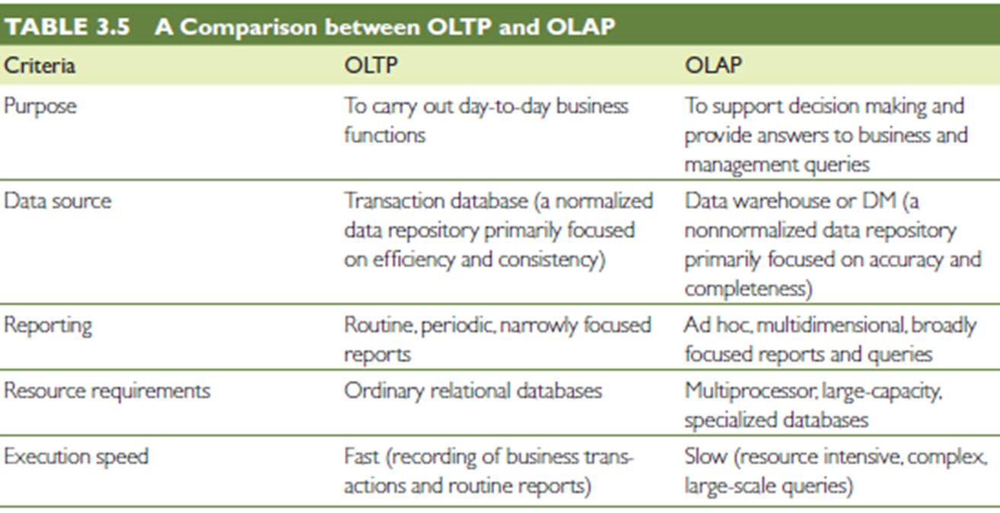 TABLE 3.5 A Comparison between OLTP and OLAP
Criteria OLTP OLAP
Purpose To carry out day-to-day business To support decision making and
functions provide answers to business and
management queries
Data source Transaction database (a normalized Data warehouse or DM (a
data repository primarily focused nonnormalized data repository
on efficiency and consistency) primarily focused on accuracy and
completeness)
Reporting Routine, periodic, narrowly focused Ad hoc, multidimensional, broadly
reports focused reports and queries
Resource requirements Ordinary relational databases Multiprocessor, large-capacity,
specialized databases
Execution speed Fast (recording of business trans- Slow (resource intensive, complex,
actions and routine reports) large-scale queries)